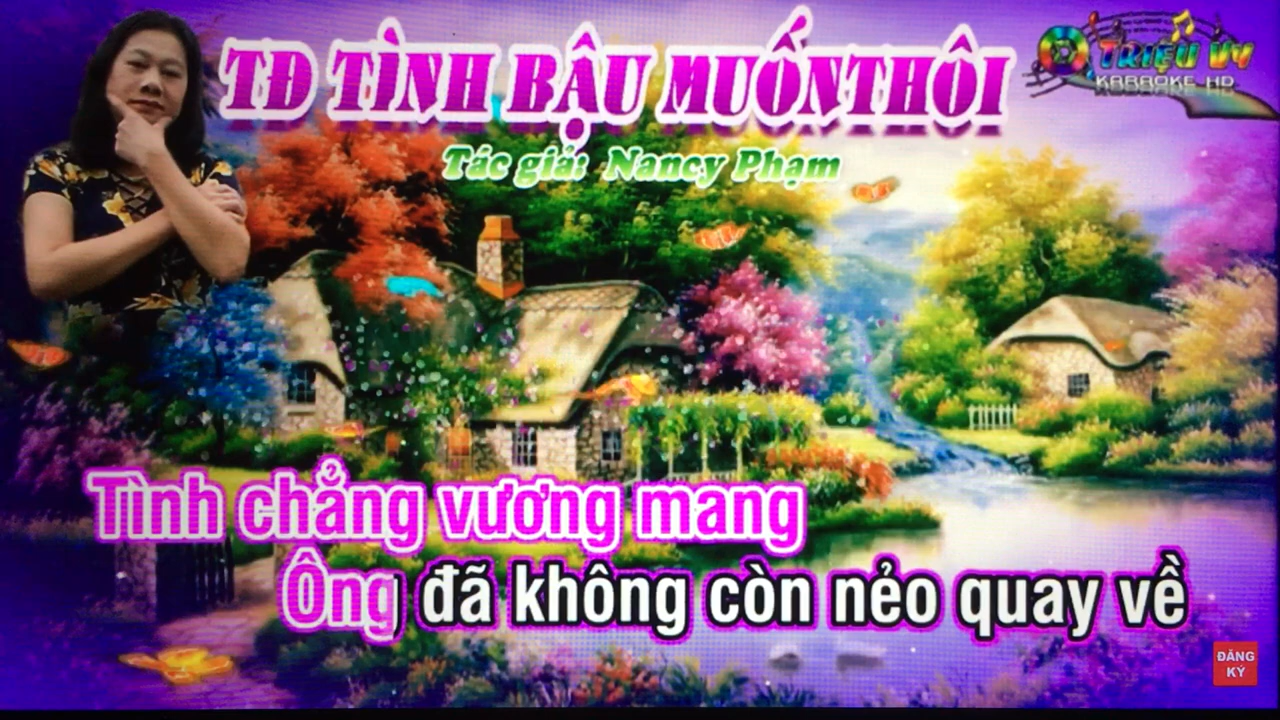 TĐ TÌNH BẬU MUỐNTHÔI
TRIỆU VY
KARAOKE HD
Tác giả: Nancy Phạm
Tình chẳng vương mang
Ông đã không còn nẻo quay về
ĐĂNG
KÝ